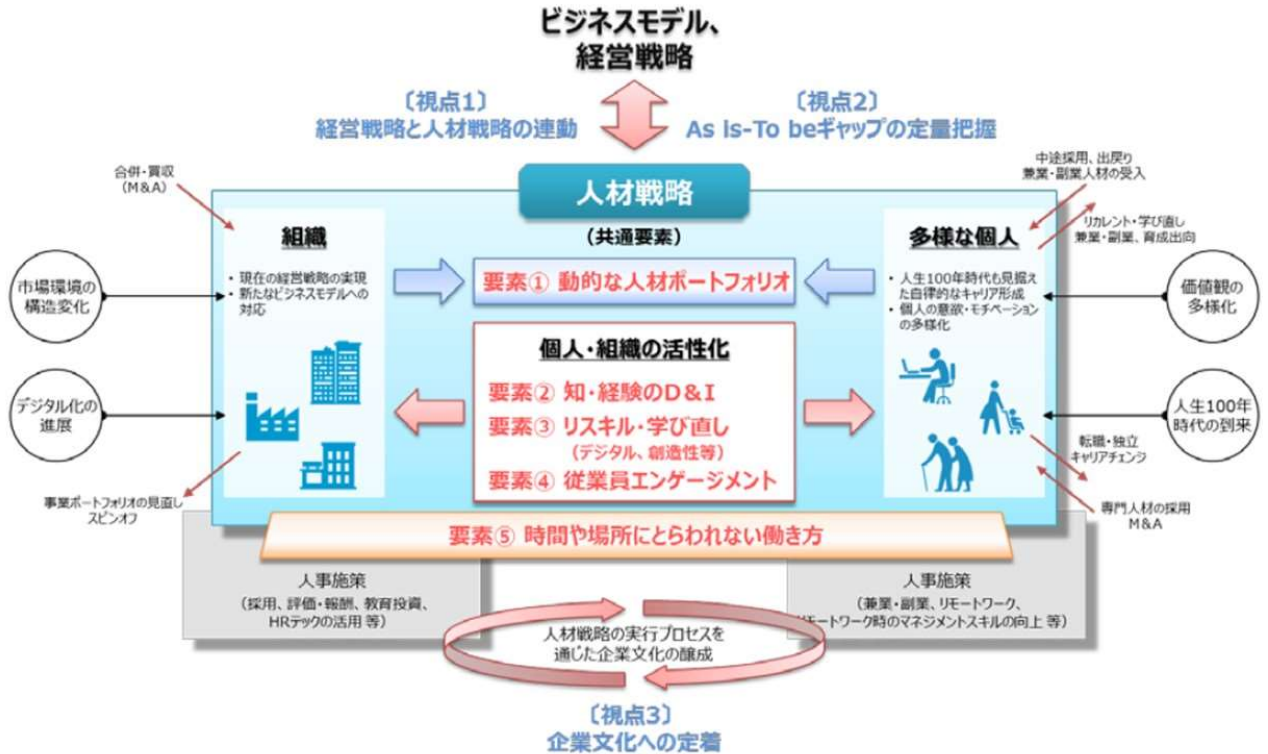 ビジネスモデル、
経営戦略
〔視点1〕
経営戦略と人材戦略の連動
〔視点2〕
As is-To beギャップの定量把握
合併・買収
(M&A)
中途採用、出戻り
兼業・副業人材の受入
リカレント・学び直し
兼業・副業、育成出向
人材戦略
(共通要素)
組織
• 現在の経営戦略の実現
• 新たなビジネスモデルへの
対応
要素① 動的な人材ポートフォリオ
多様な個人
• 人生100年時代も見据え
た自律的なキャリア形成
• 個人の意欲・モチベーション
の多様化
市場環境の
構造変化
デジタル化の
進展
価値観の
多様化
人生100年
時代の到来
個人・組織の活性化
要素② 知・経験のD&I
要素③ リスキル・学び直し
(デジタル、創造性等)
要素④ 従業員エンゲージメント
転職・独立
キャリアチェンジ
事業ポートフォリオの見直し
スピンオフ
専門人材の採用
M&A
要素⑤ 時間や場所にとらわれない働き方
人事施策
(採用、評価・報酬、教育投資、
HRテックの活用 等)
人事施策
(兼業・副業、リモートワーク、
リモートワーク時のマネジメントスキルの向上 等)
人材戦略の実行プロセスを
通じた企業文化の醸成
〔視点3〕
企業文化への定着